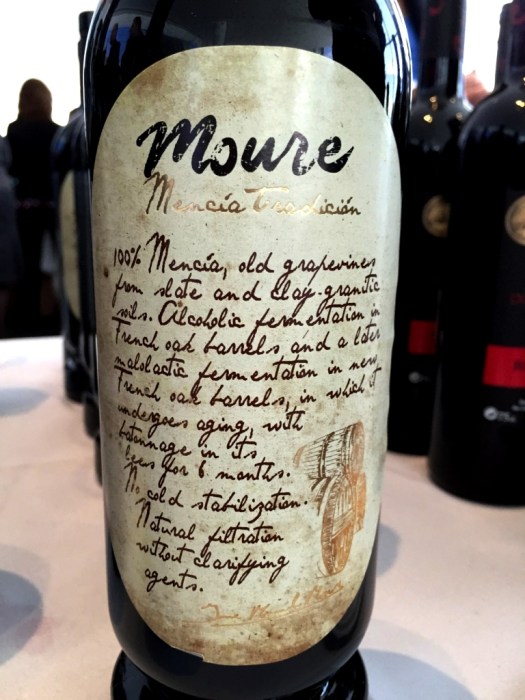 Moure
Mencía Tradición
100% Mencía, old grapevines
from slate and clay-granitic
soils. Alcoholic fermentation in
French oak barrels and a later
malolactic fermentation in new
French oak barrels, in which it
undergoes aging, with
batonnage in its
lees for 6 months.
No cold stabilization.
Natural filtration
without clarifying
agents.